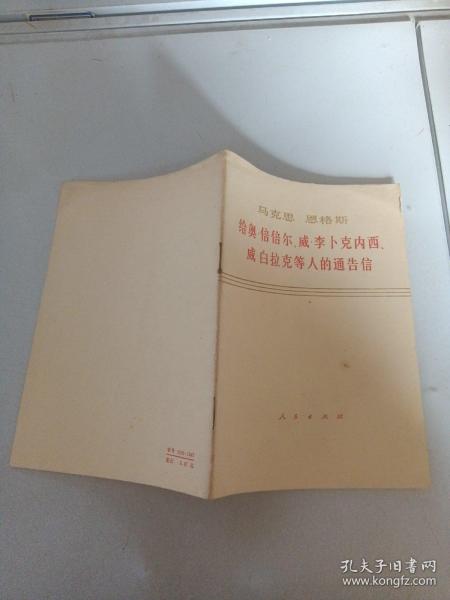 马克思 恩格斯
给奥·倍倍尔、威·李卜克内西、
威·白拉克等人的通告信
人民出版社
孔夫子旧书网
www.kongfz.com